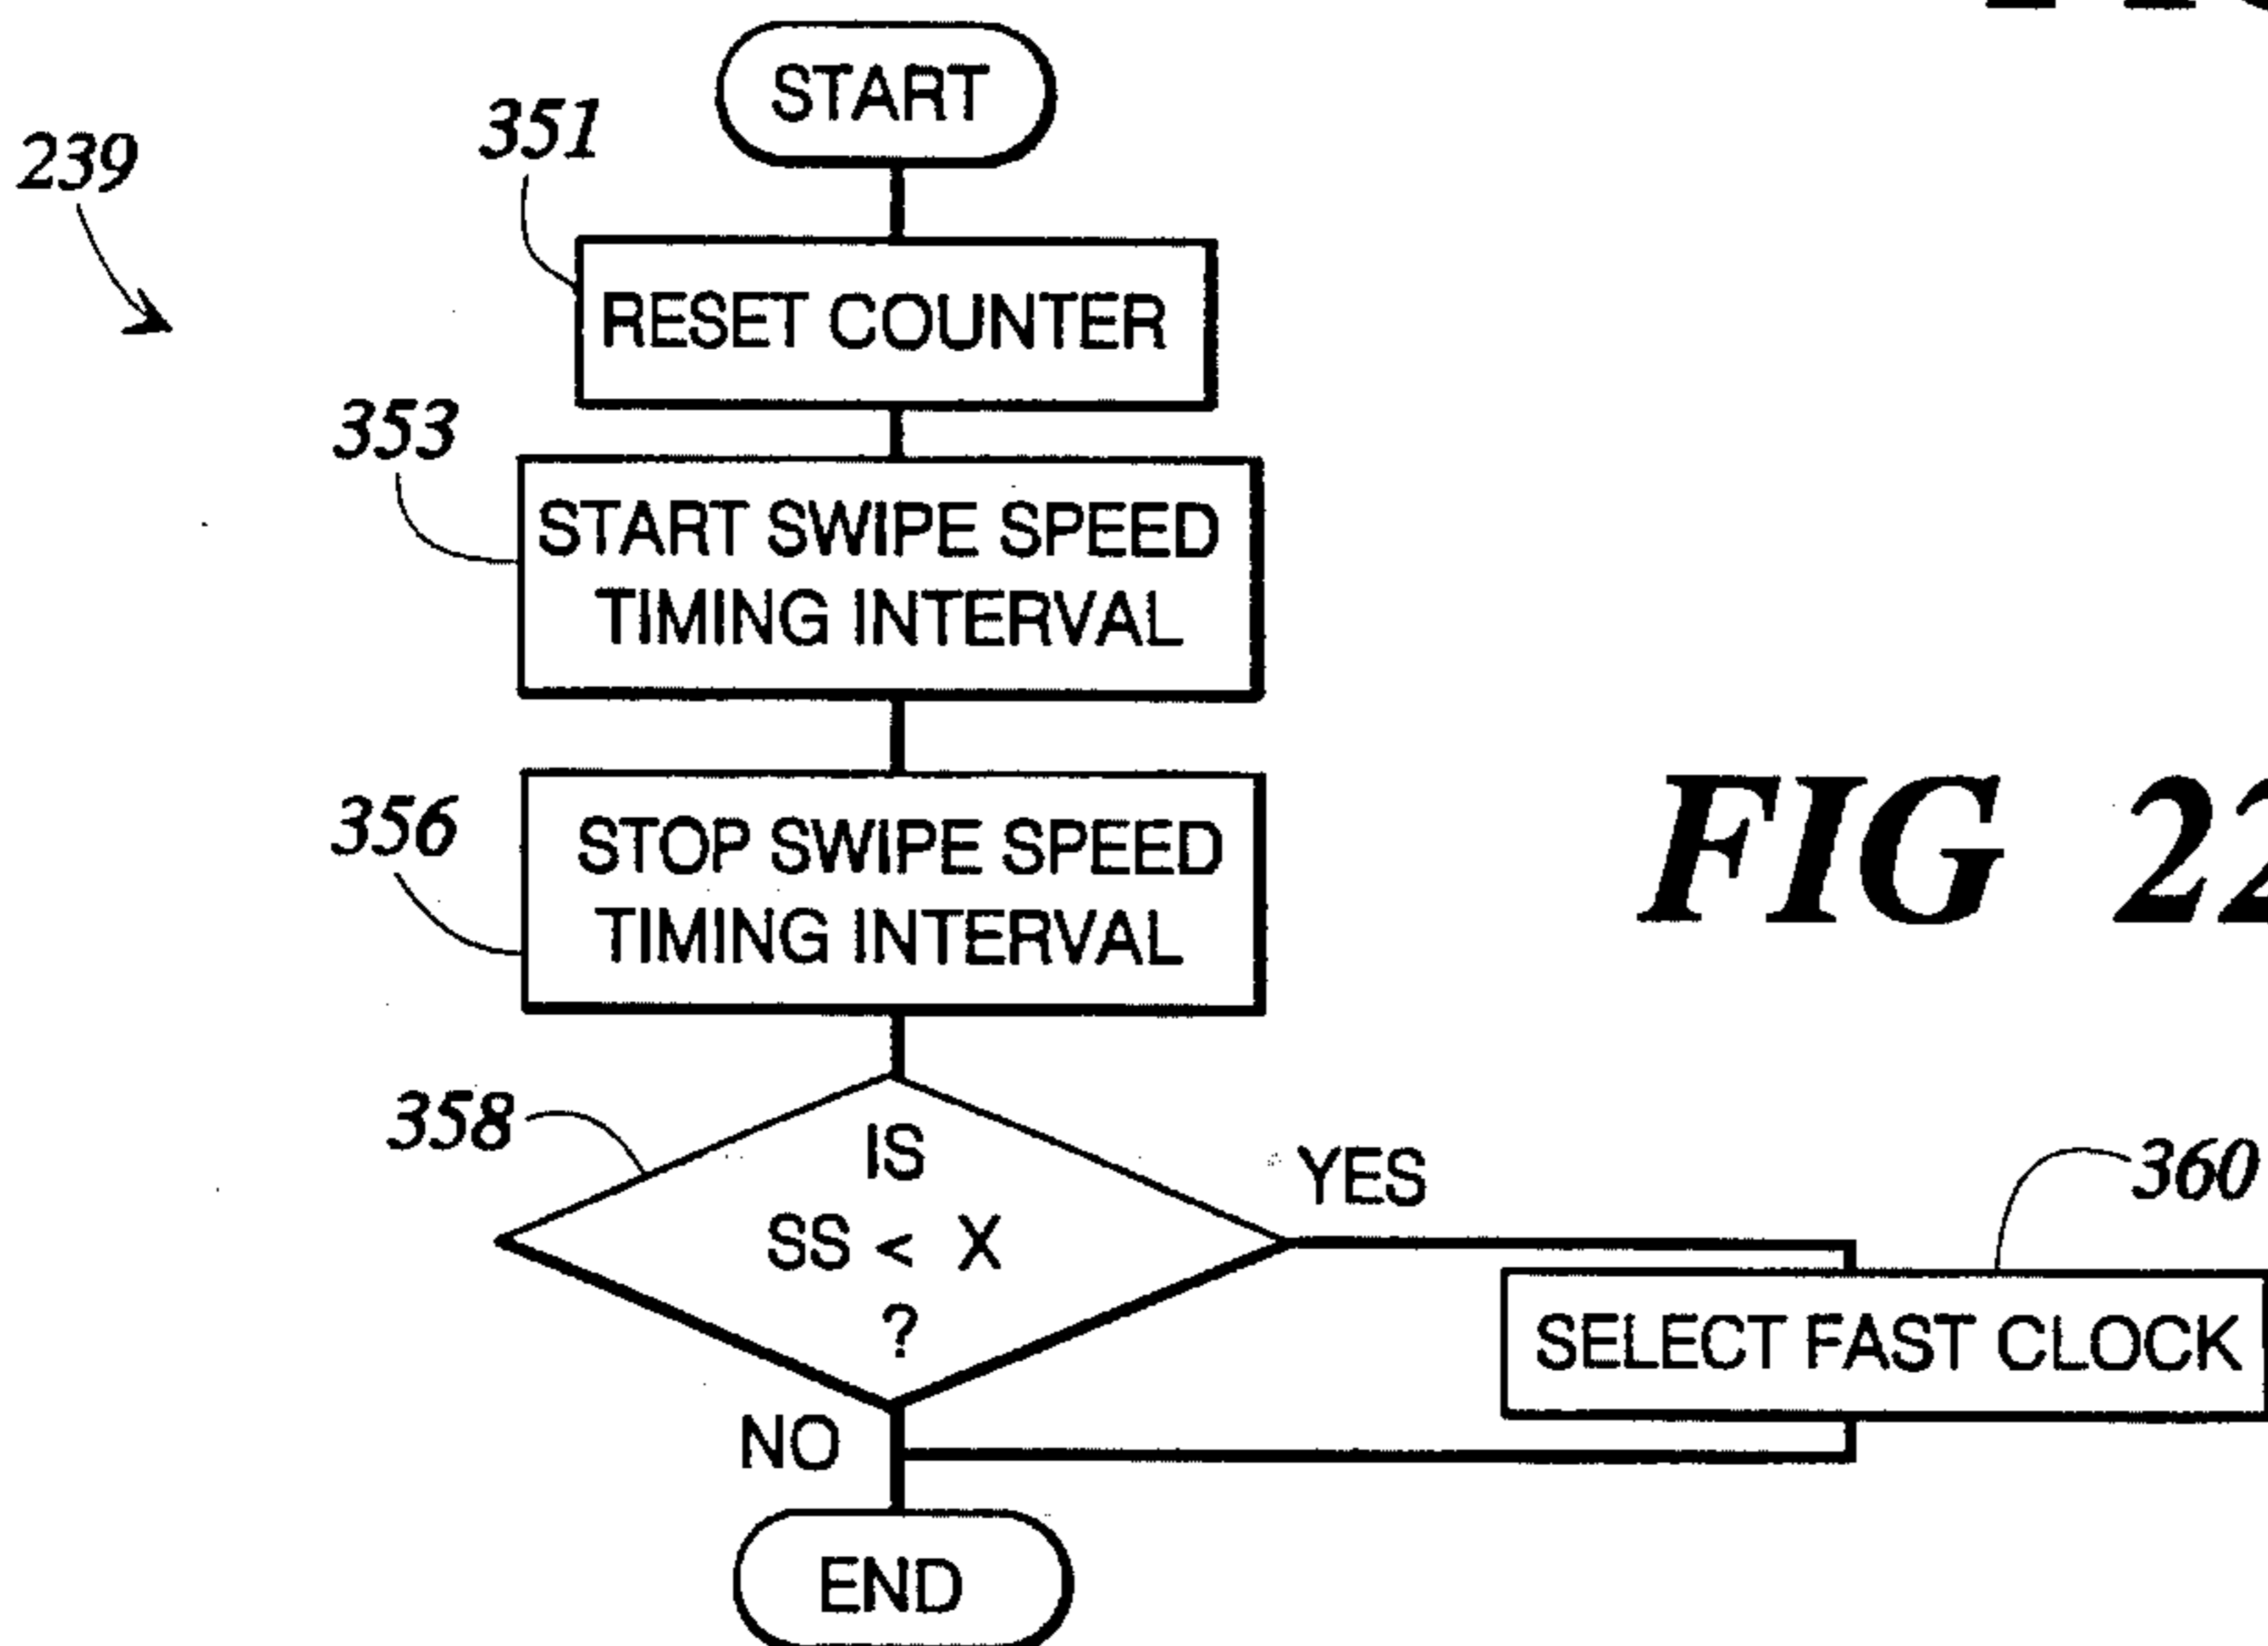 START
351
239
RESET COUNTER
353
START SWIPE SPEED
TIMING INTERVAL
356
STOP SWIPE SPEED
TIMING INTERVAL
FIG 22
358
IS
SS < X
?
YES
360
SELECT FAST CLOCK
NO
END